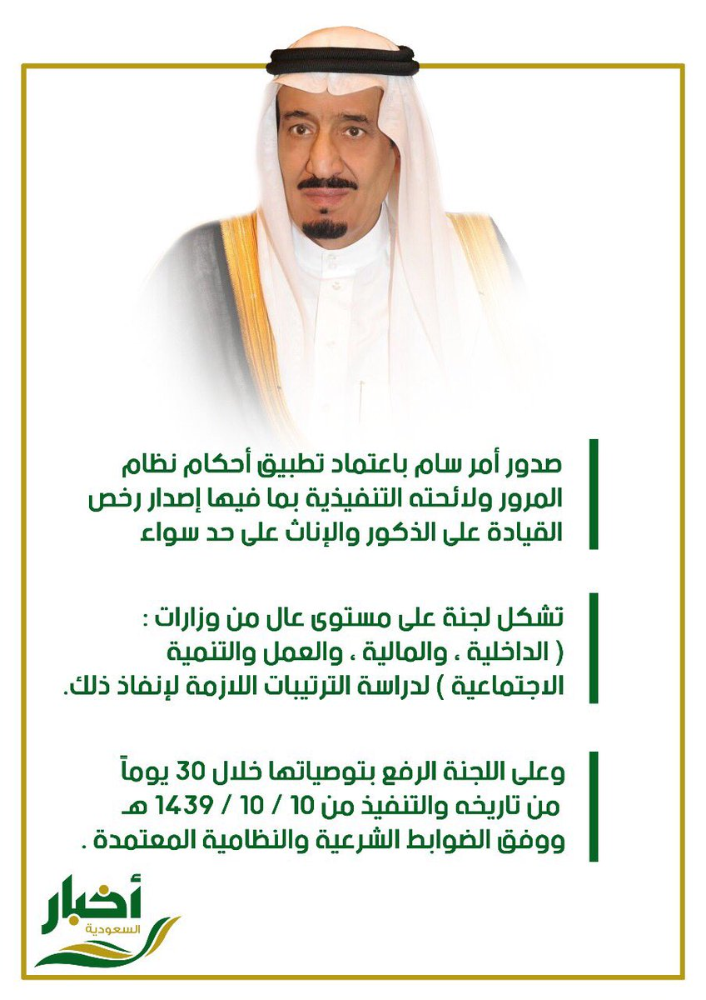 صدور أمر سام باعتماد تطبيق أحكام نظام
المرور ولائحته التنفيذية بما فيها إصدار رخص
القيادة على الذكور والإناث على حد سواء
تشكل لجنة على مستوى عال من وزارات :
( الداخلية ، والمالية ، والعمل والتنمية
الاجتماعية ) لدراسة الترتيبات اللازمة لإنفاذ ذلك.
وعلى اللجنة الرفع بتوصياتها خلال 30 يوماً
من تاريخه والتنفيذ من 10 / 10 / 1439 هـ
ووفق الضوابط الشرعية والنظامية المعتمدة .
أخبار
السعودية